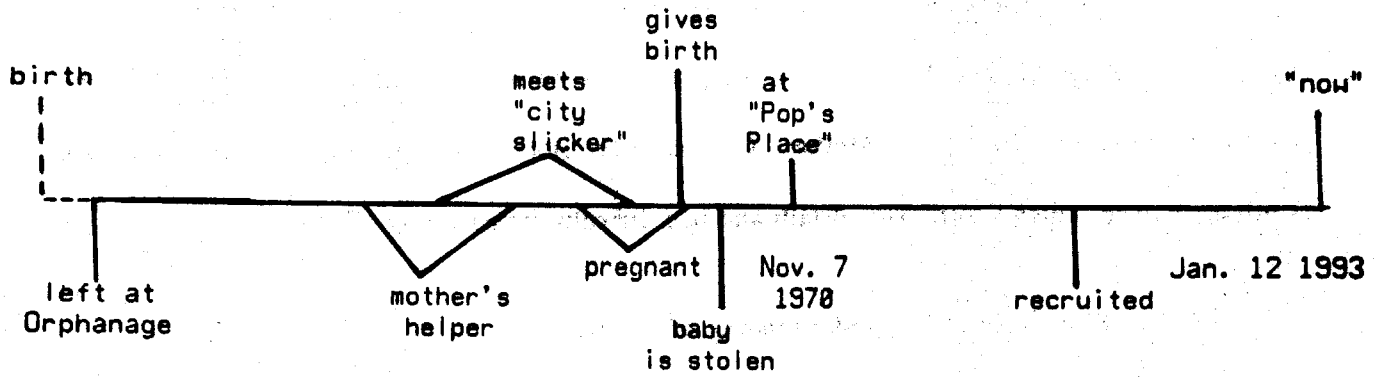 birth
left at
Orphanage
mother's
helper
meets
"city
slicker"
pregnant
gives
birth
baby
is stolen
at
"Pop's
Place"
Nov. 7
1970
recruited
"now"
Jan. 12 1993